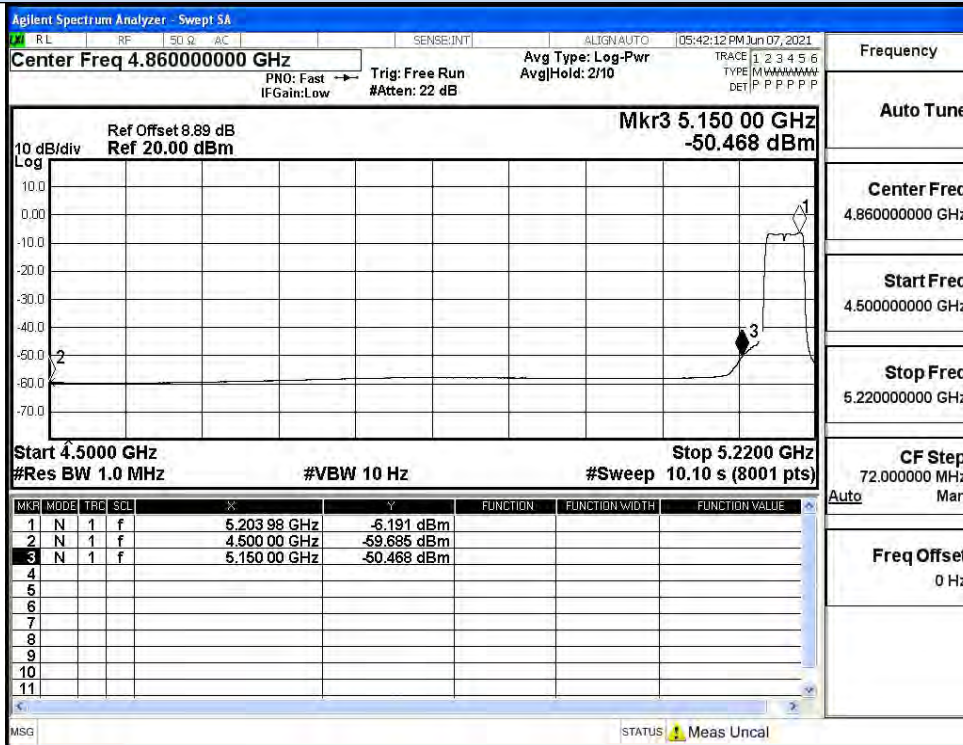 Agilent Spectrum Analyzer - Swept SA
LXI RL RF 50 Ω AC SENSE:INT ALIGNAUTO 05:42:12 PM Jun 07, 2021
Center Freq 4.860000000 GHz
PNO: Fast
IFGain:Low
Trig: Free Run
#Atten: 22 dB
Avg Type: Log-Pwr
Avg|Hold: 2/10
TRACE 1 2 3 4 5 6
TYPE MWWWWW
DET P P P P P P
Mkr3 5.150 00 GHz
-50.468 dBm
Ref Offset 8.89 dB
10 dB/div Ref 20.00 dBm
Log
10.0
0.00
-10.0
-20.0
-30.0
-40.0
-50.0
-60.0
-70.0
1
2
3
Start 4.5000 GHz Stop 5.2200 GHz
#Res BW 1.0 MHz #VBW 10 Hz #Sweep 10.10 s (8001 pts)
MKR MODE TRC SCL X Y FUNCTION FUNCTION WIDTH FUNCTION VALUE
1 N 1 f 5.203 98 GHz -6.191 dBm
2 N 1 f 4.500 00 GHz -59.685 dBm
3 N 1 f 5.150 00 GHz -50.468 dBm
4
5
6
7
8
9
10
11
MSG STATUS Meas Uncal
Frequency
Auto Tune
Center Freq
4.860000000 GHz
Start Freq
4.500000000 GHz
Stop Freq
5.220000000 GHz
CF Step
72.000000 MHz
Auto Man
Freq Offset
0 Hz